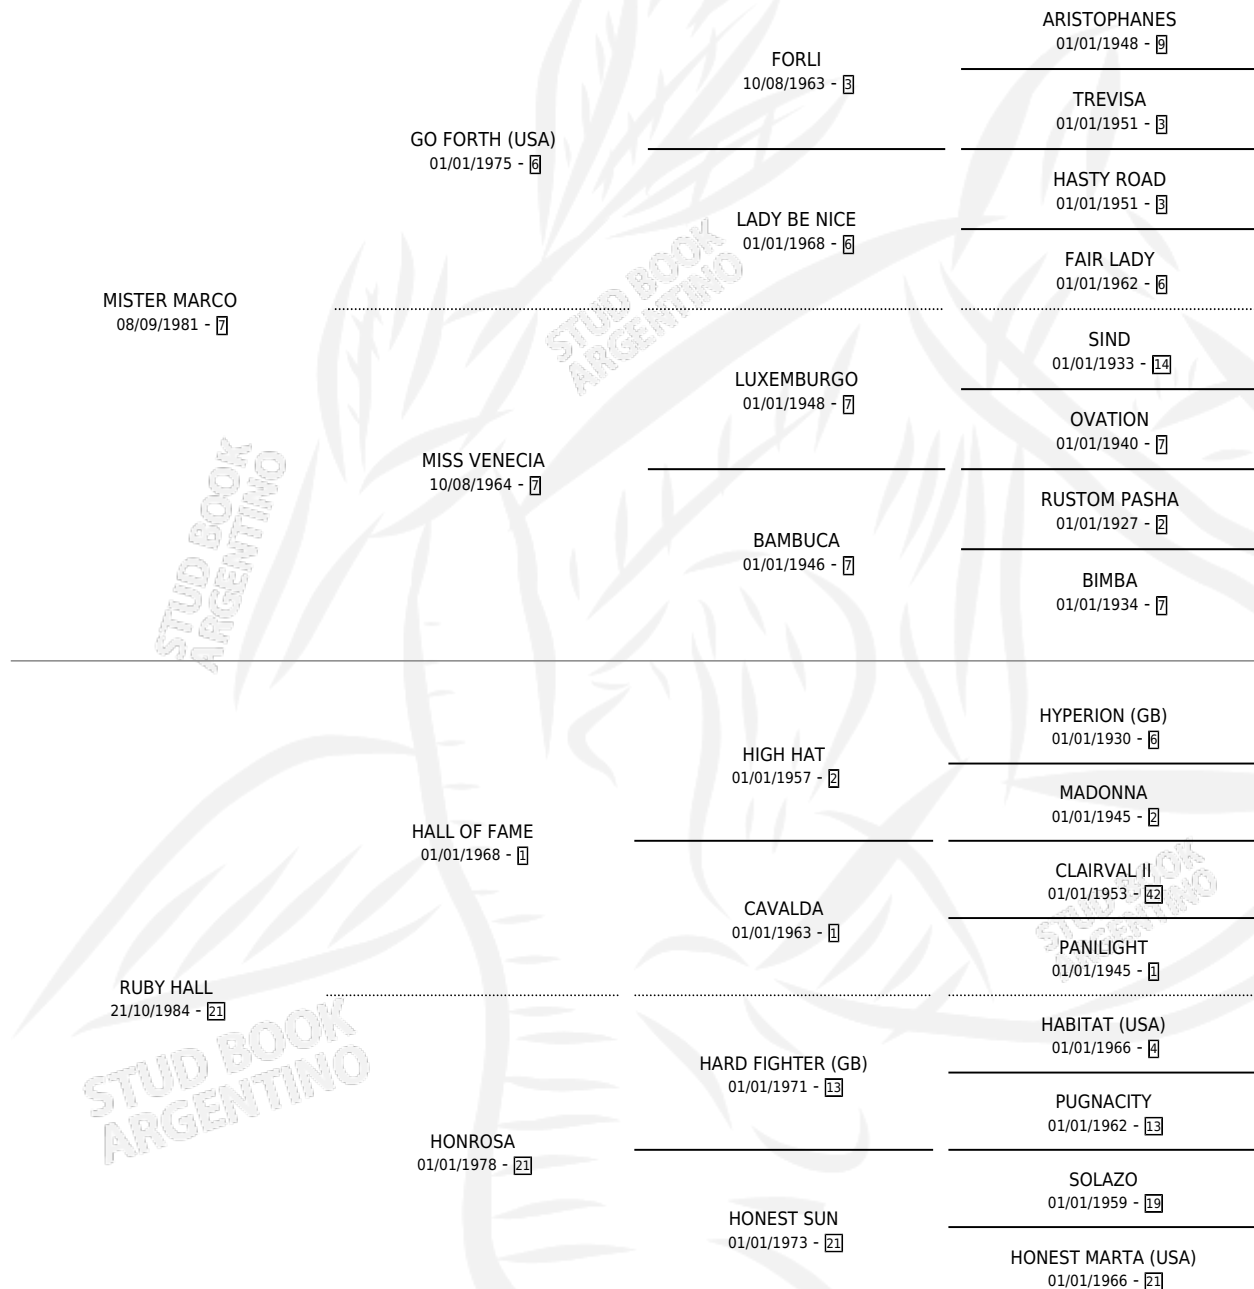 ARISTOPHANES
01/01/1948 - 9
FORLI
10/08/1963 - 3
TREVISA
01/01/1951 - 3
GO FORTH (USA)
01/01/1975 - 6
HASTY ROAD
01/01/1951 - 3
LADY BE NICE
01/01/1968 - 6
FAIR LADY
01/01/1962 - 6
MISTER MARCO
08/09/1981 - 7
SIND
01/01/1933 - 14
LUXEMBURGO
01/01/1948 - 7
OVATION
01/01/1940 - 7
MISS VENECIA
10/08/1964 - 7
RUSTOM PASHA
01/01/1927 - 2
BAMBUCA
01/01/1946 - 7
BIMBA
01/01/1934 - 7
HYPERION (GB)
01/01/1930 - 6
HIGH HAT
01/01/1957 - 2
MADONNA
01/01/1945 - 2
HALL OF FAME
01/01/1968 - 1
CLAIRVAL II
01/01/1953 - 42
CAVALDA
01/01/1963 - 1
PANILIGHT
01/01/1945 - 1
RUBY HALL
21/10/1984 - 21
HABITAT (USA)
01/01/1966 - 4
HARD FIGHTER (GB)
01/01/1971 - 13
PUGNACITY
01/01/1962 - 13
HONROSA
01/01/1978 - 21
SOLAZO
01/01/1959 - 19
HONEST SUN
01/01/1973 - 21
HONEST MARTA (USA)
01/01/1966 - 21
STUD BOOK
ARGENTINO
STUD BOOK
ARGENTINO
STUD BOOK
ARGENTINO
STUD BOOK
ARGENTINO